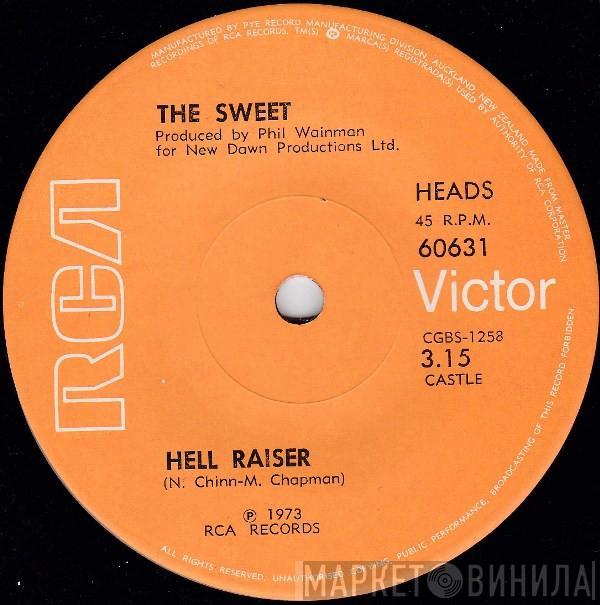 MANUFACTURED BY PYE RECORD MANUFACTURING DIVISION, AUCKLAND, NEW ZEALAND MADE FROM MASTER
RECORDINGS OF RCA RECORDS. TM(S) ® MARCA(S) REGISTRADA(S) USED BY AUTHORITY OF RCA CORPORATION
THE SWEET
Produced by Phil Wainman
for New Dawn Productions Ltd.
RCA
HEADS
45 R.P.M.
60631
Victor
CGBS-1258
3.15
CASTLE
HELL RAISER
(N. Chinn-M. Chapman)
℗ 1973
RCA RECORDS
ALL RIGHTS RESERVED. UNAUTHORISED COPYING, PUBLIC PERFORMANCE, BROADCASTING OF THIS RECORD FORBIDDEN
МАРКЕТ ВИНИЛА